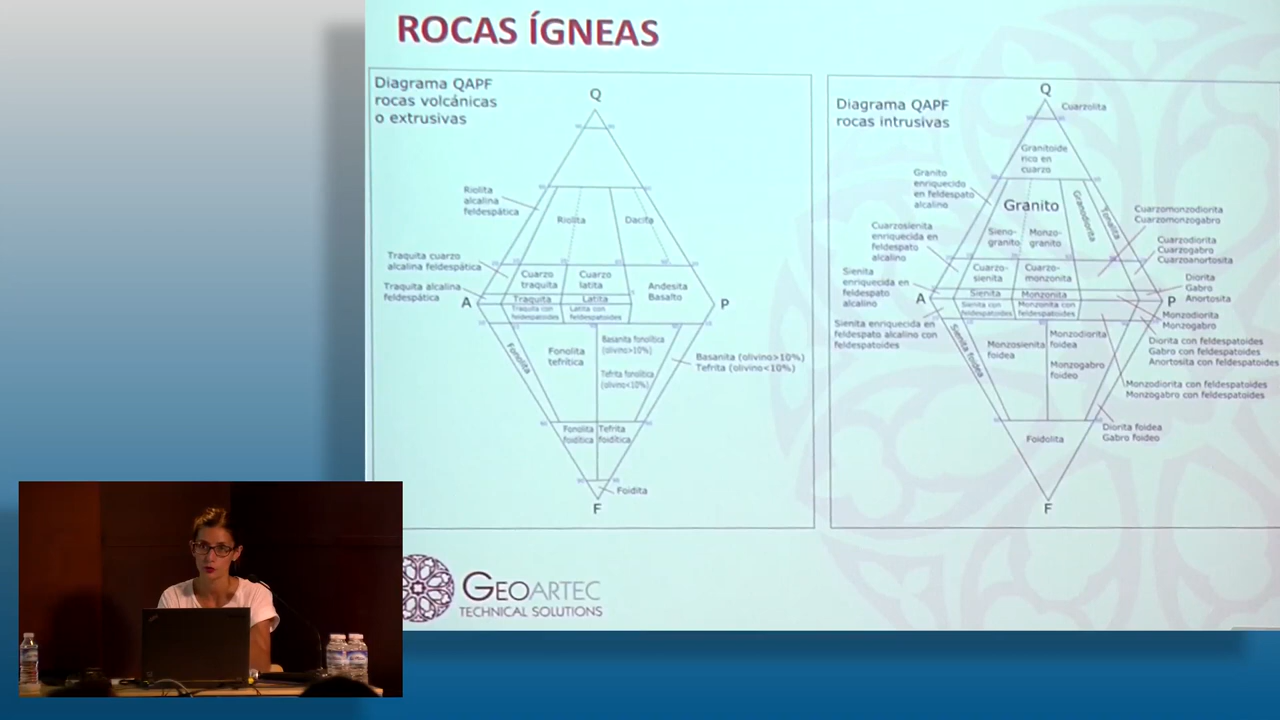 ROCAS ÍGNEAS
Diagrama QAPF
rocas volcánicas
o extrusivas
Q
Riolita
alcalina
feldespática
Riolita
Dacita
Traquita cuarzo
alcalina feldespática
Traquita alcalina
feldespática
Cuarzo
traquita
Cuarzo
latita
Andesita
Basalto
A
P
Traquita
Latita
Traquita con
feldespatoides
Latita con
feldespatoides
Fonolita
Fonolita
tefrítica
Basanita fonolítica
(olivino>10%)
Tefrita fonolítica
(olivino<10%)
Basanita (olivino>10%)
Tefrita (olivino<10%)
Fonolita
foidítica
Tefrita
foidítica
Foidita
F
Diagrama QAPF
rocas intrusivas
Q
Cuarzolita
Granitoide
rico en
cuarzo
Granito
enriquecido
en feldespato
alcalino
Granito
Granodiorita
Tonalita
Cuarzomonzodiorita
Cuarzomonzogabro
Cuarzosienita
enriquecida en
feldespato
alcalino
Sieno-
granito
Monzo-
granito
Cuarzodiorita
Cuarzogabro
Cuarzoanortosita
Sienita
enriquecida en
feldespato
alcalino
Cuarzo-
sienita
Cuarzo-
monzonita
Diorita
Gabro
Anortosita
A
P
Sienita
Monzonita
Sienita con
feldespatoides
Monzonita con
feldespatoides
Monzodiorita
Monzogabro
Sienita enriquecida en
feldespato alcalino con
feldespatoides
Sienita foidea
Monzosienita
foidea
Monzodiorita
foidea
Monzogabro
foideo
Diorita con feldespatoides
Gabro con feldespatoides
Anortosita con feldespatoides
Monzodiorita con feldespatoides
Monzogabro con feldespatoides
Diorita foidea
Gabro foideo
Foidolita
F
GEOARTEC
TECHNICAL SOLUTIONS